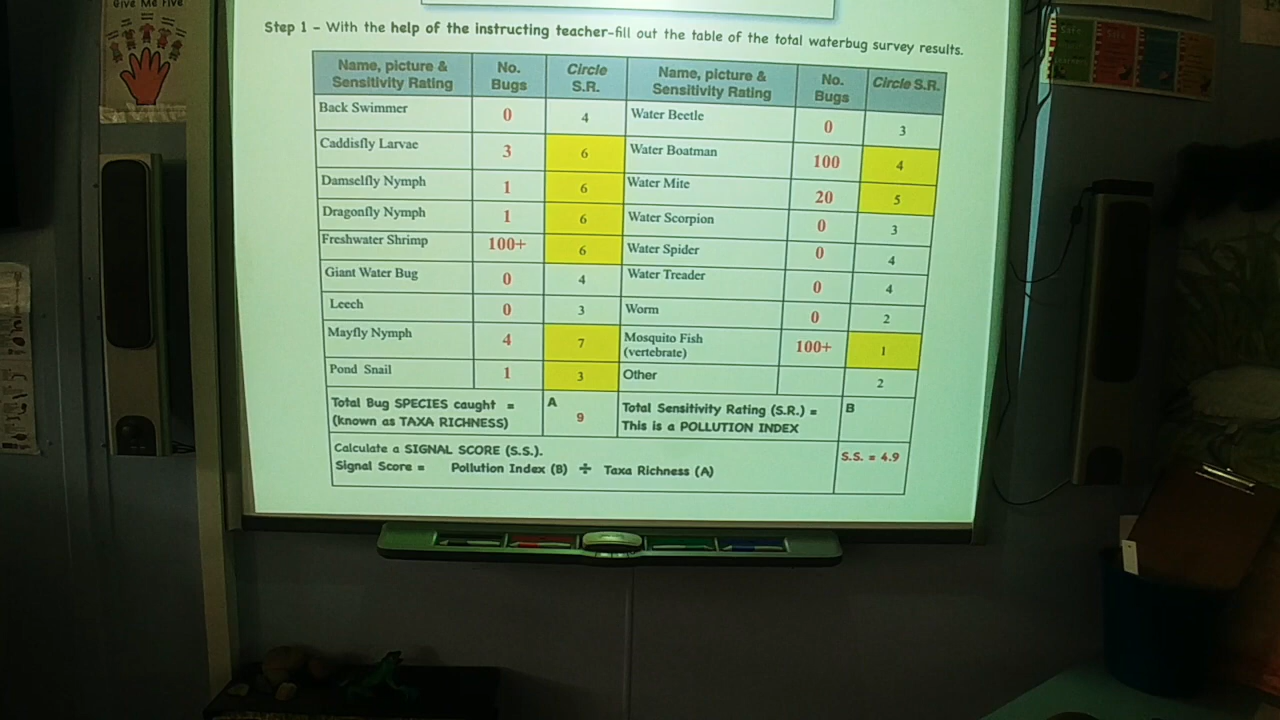 Give Me Five
Step 1 – With the help of the instructing teacher-fill out the table of the total waterbug survey results.
Name, picture & Sensitivity Rating No. Bugs Circle S.R. Name, picture & Sensitivity Rating No. Bugs Circle S.R.
Back Swimmer 0 4 Water Beetle 0 3
Caddisfly Larvae 3 6 Water Boatman 100 4
Damselfly Nymph 1 6 Water Mite 20 5
Dragonfly Nymph 1 6 Water Scorpion 0 3
Freshwater Shrimp 100+ 6 Water Spider 0 4
Giant Water Bug 0 4 Water Treader 0 4
Leech 0 3 Worm 0 2
Mayfly Nymph 4 7 Mosquito Fish (vertebrate) 100+ 1
Pond Snail 1 3 Other 2
Total Bug SPECIES caught = A Total Sensitivity Rating (S.R.) = B
(known as TAXA RICHNESS) 9 This is a POLLUTION INDEX
Calculate a SIGNAL SCORE (S.S.). S.S. = 4.9
Signal Score = Pollution Index (B) ÷ Taxa Richness (A)
Safe
Safe